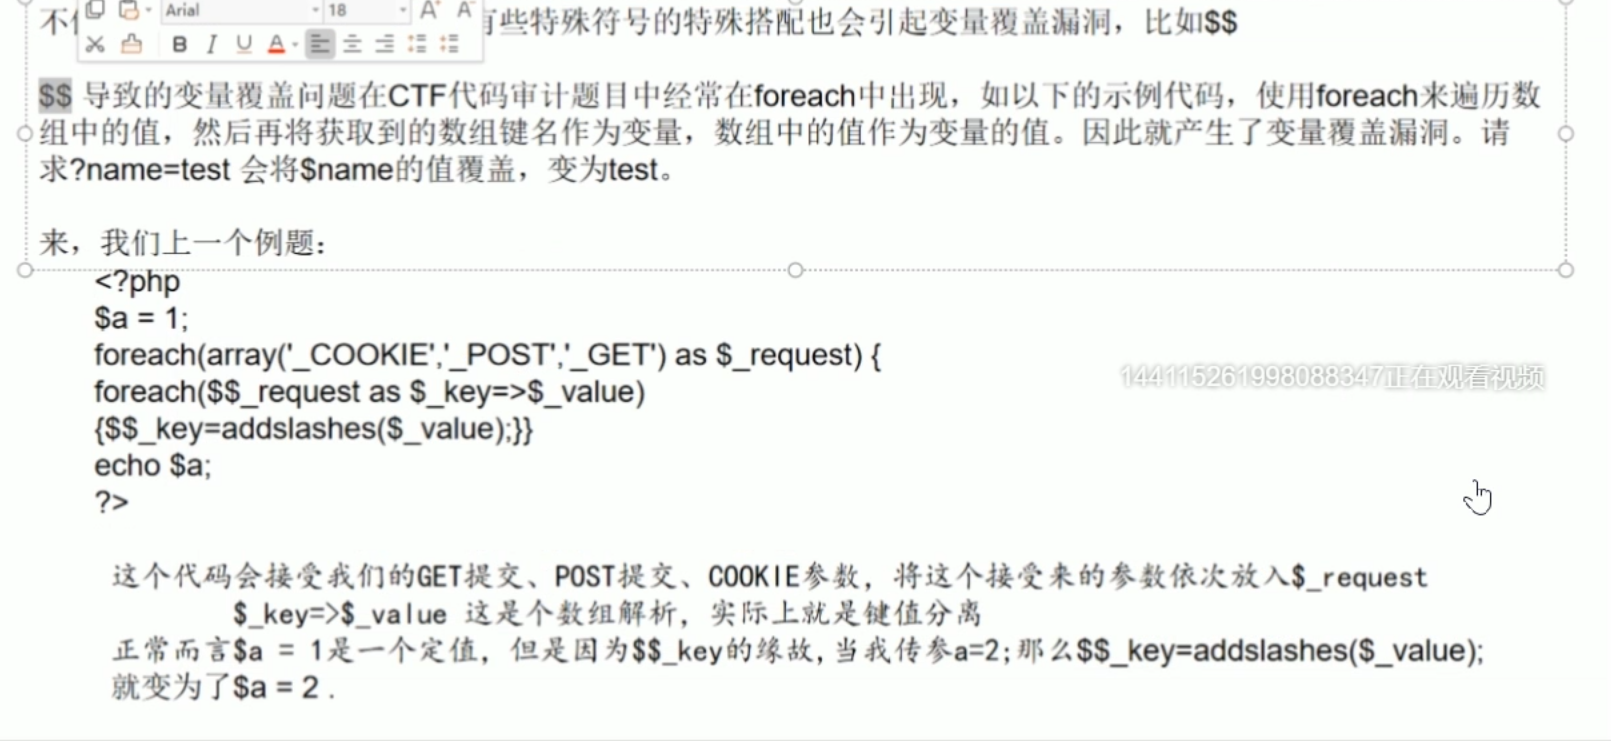 Arial
18
不
有些特殊符号的特殊搭配也会引起变量覆盖漏洞，比如$$
B I U A
$$ 导致的变量覆盖问题在CTF代码审计题目中经常在foreach中出现，如以下的示例代码，使用foreach来遍历数
组中的值，然后再将获取到的数组键名作为变量，数组中的值作为变量的值。因此就产生了变量覆盖漏洞。请
求?name=test 会将$name的值覆盖，变为test。
来，我们上一个例题：
<?php
$a = 1;
foreach(array('_COOKIE','_POST','_GET') as $_request) {
foreach($$_request as $_key=>$_value)
{$$_key=addslashes($_value);}}
echo $a;
?>
144115261998088347正在观看视频
这个代码会接受我们的GET提交、POST提交、COOKIE参数，将这个接受来的参数依次放入$_request
$_key=>$_value 这是个数组解析，实际上就是键值分离
正常而言$a = 1是一个定值，但是因为$$_key的缘故,当我传参a=2;那么$$_key=addslashes($_value);
就变为了$a = 2 .